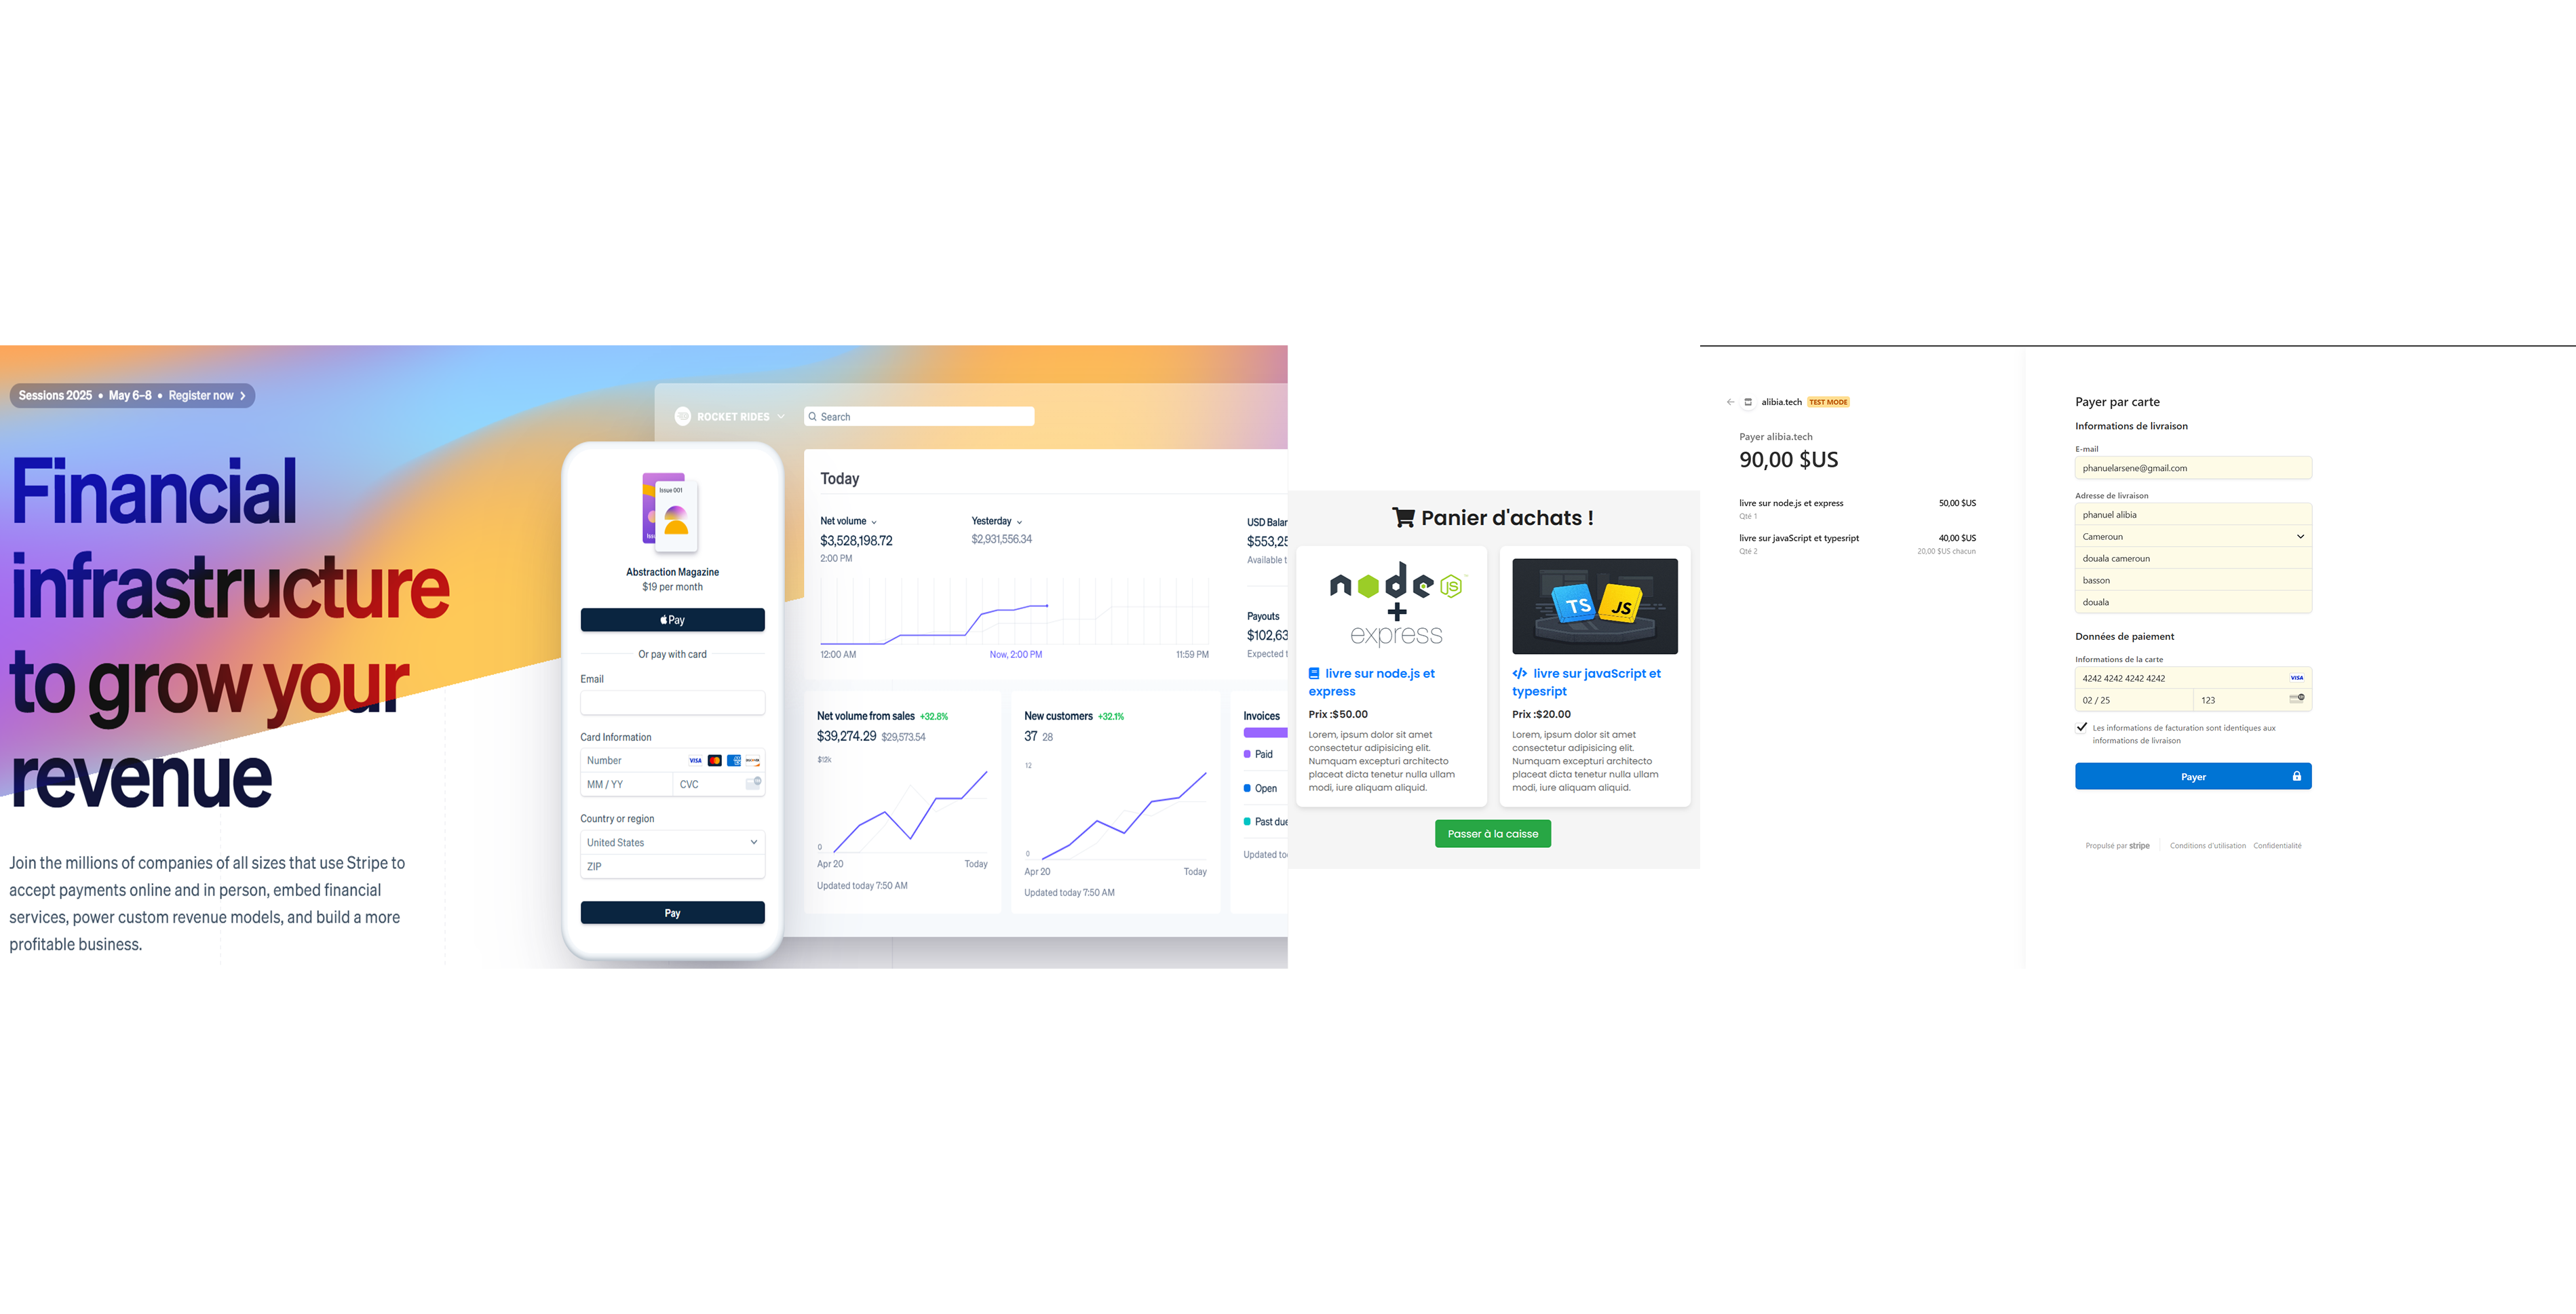 Sessions 2025 • May 6–8 • Register now
Financial
infrastructure
to grow your
revenue
Join the millions of companies of all sizes that use Stripe to
accept payments online and in person, embed financial
services, power custom revenue models, and build a more
profitable business.
ROCKET RIDES
Search
Issue 001
Abstraction Magazine
$19 per month
Pay
Or pay with card
Email
Card Information
Number
VISA
MM / YY
CVC
Country or region
United States
ZIP
Pay
Today
Net volume
$3,528,198.72
2:00 PM
Yesterday
$2,931,556.34
12:00 AM
Now, 2:00 PM
11:59 PM
USD Balar
$553,25
Available t
Payouts
$102,63
Expected t
Net volume from sales +32.8%
$39,274.29 $29,573.54
$12k
0
Apr 20
Today
Updated today 7:50 AM
New customers +32.1%
37 28
12
0
Apr 20
Today
Updated today 7:50 AM
Invoices
Paid
Open
Past due
Updated to
Panier d'achats !
node JS
+
express
livre sur node.js et
express
Prix :$50.00
Lorem, ipsum dolor sit amet
consectetur adipisicing elit.
Numquam excepturi architecto
placeat dicta tenetur nulla ullam
modi, iure aliquam aliquid.
TS JS
livre sur javaScript et
typesript
Prix :$20.00
Lorem, ipsum dolor sit amet
consectetur adipisicing elit.
Numquam excepturi architecto
placeat dicta tenetur nulla ullam
modi, iure aliquam aliquid.
Passer à la caisse
alibia.tech TEST MODE
Payer alibia.tech
90,00 $US
livre sur node.js et express 50,00 $US
Qté 1
livre sur javaScript et typesript 40,00 $US
Qté 2 20,00 $US chacun
Payer par carte
Informations de livraison
E-mail
phanuelarsene@gmail.com
Adresse de livraison
phanuel alibia
Cameroun
douala cameroun
basson
douala
Données de paiement
Informations de la carte
4242 4242 4242 4242 VISA
02 / 25 123
Les informations de facturation sont identiques aux
informations de livraison
Payer
Propulsé par stripe
Conditions d'utilisation Confidentialité